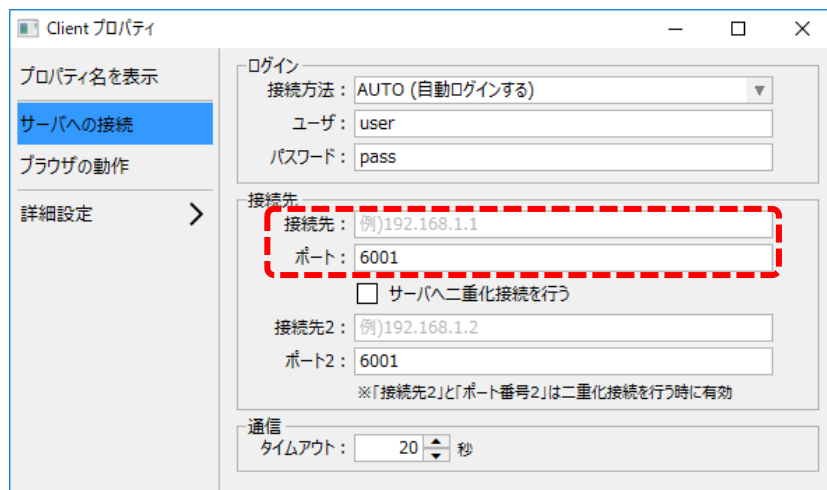 Client プロパティ
プロパティ名を表示
サーバへの接続
ブラウザの動作
詳細設定
ログイン
接続方法： AUTO (自動ログインする)
ユーザ： user
パスワード： pass
接続先
接続先： 例)192.168.1.1
ポート： 6001
サーバへ二重化接続を行う
接続先2： 例)192.168.1.2
ポート2： 6001
※「接続先2」と「ポート番号2」は二重化接続を行う時に有効
通信
タイムアウト： 20 秒